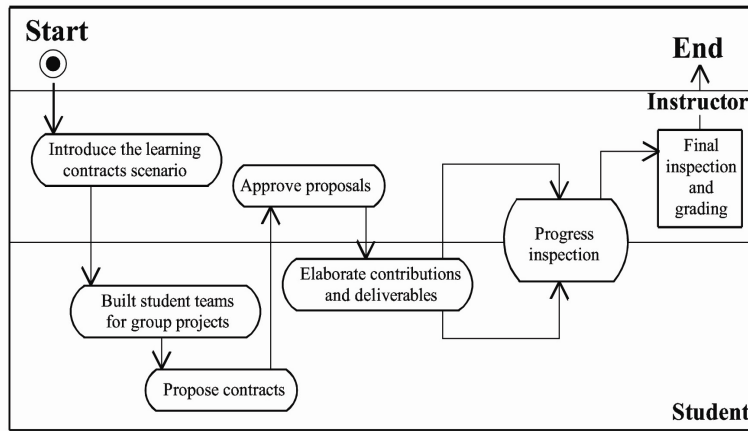 Start
End
Instructor
Introduce the learning
contracts scenario
Approve proposals
Final
inspection
and
grading
Progress
inspection
Elaborate contributions
and deliverables
Built student teams
for group projects
Propose contracts
Student